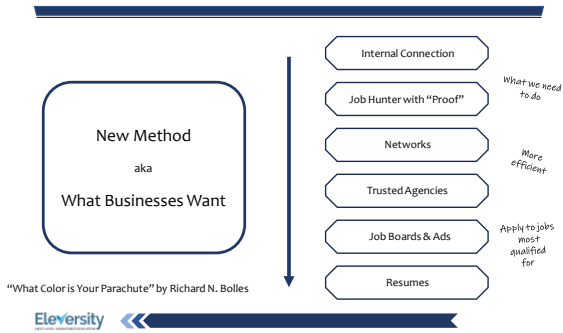 New Method
aka
What Businesses Want
Internal Connection
Job Hunter with “Proof”
Networks
Trusted Agencies
Job Boards & Ads
Resumes
What we need
to do
More
efficient
Apply to jobs
most
qualified
for
“What Color is Your Parachute” by Richard N. Bolles
Eleversity